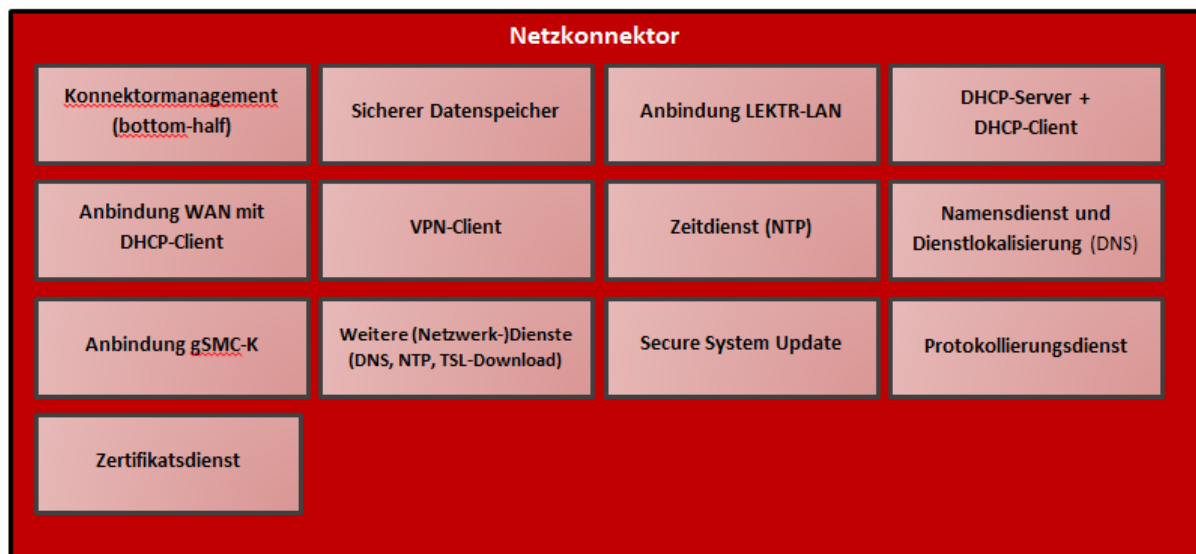 Netzkonnektor
Konnektormanagement
(bottom-half)
Sicherer Datenspeicher
Anbindung LEKTR-LAN
DHCP-Server +
DHCP-Client
Anbindung WAN mit
DHCP-Client
VPN-Client
Zeitdienst (NTP)
Namensdienst und
Dienstlokalisierung (DNS)
Anbindung gSMC-K
Weitere (Netzwerk-)Dienste
(DNS, NTP, TSL-Download)
Secure System Update
Protokollierungsdienst
Zertifikatsdienst